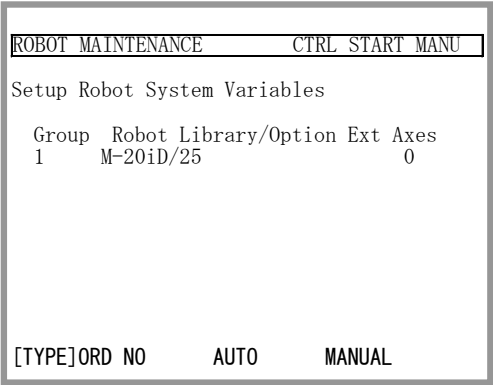 ROBOT MAINTENANCE CTRL START MANU
Setup Robot System Variables
Group Robot Library/Option Ext Axes
1 M-20iD/25 0
[TYPE]ORD NO AUTO MANUAL